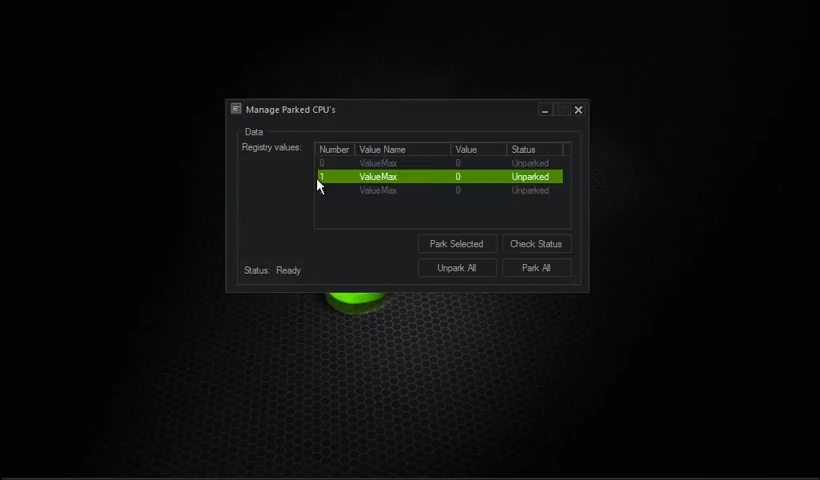 Manage Parked CPU's
Data
Registry values:
Number Value Name Value Status
0 ValueMax 0 Unparked
1 ValueMax 0 Unparked
ValueMax 0 Unparked
Park Selected Check Status
Status: Ready Unpark All Park All